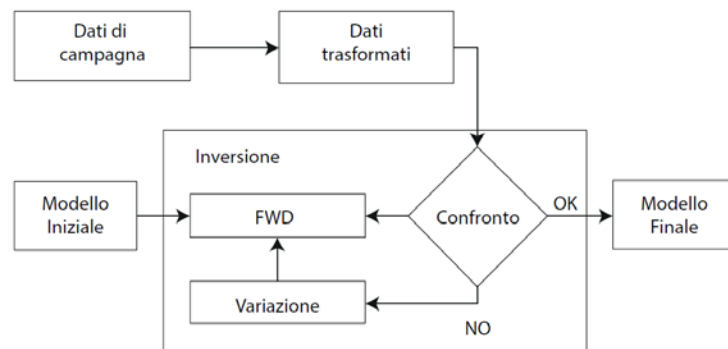 Dati di
campagna
Dati
trasformati
Inversione
Modello
Iniziale
FWD
Confronto
OK
Modello
Finale
Variazione
NO